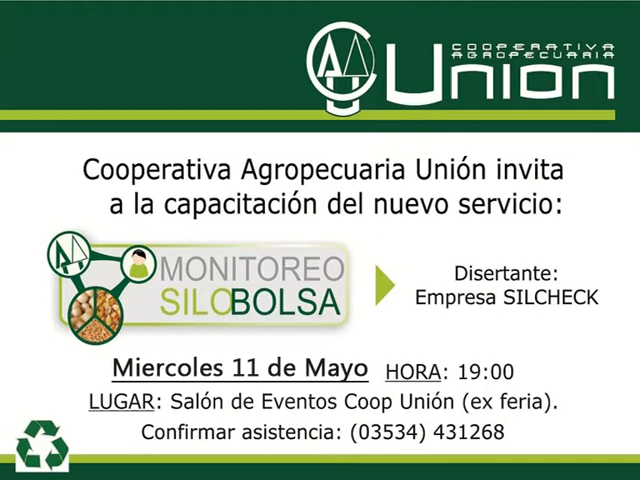 COOPERATIVA
AGROPECUARIA
Union
Cooperativa Agropecuaria Unión invita
a la capacitación del nuevo servicio:
MONITOREO
SILOBOLSA
Disertante:
Empresa SILCHECK
Miercoles 11 de Mayo HORA: 19:00
LUGAR: Salón de Eventos Coop Unión (ex feria).
Confirmar asistencia: (03534) 431268